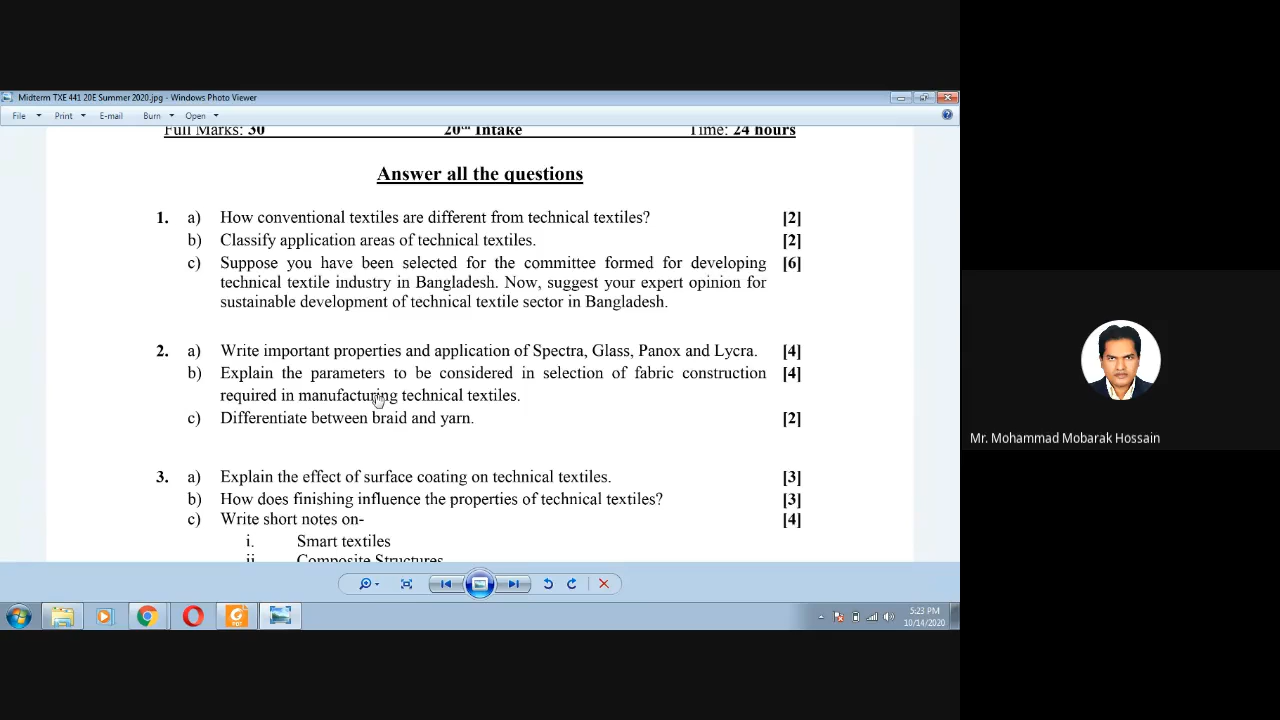 Midterm TXE 441 20E Summer 2020.jpg - Windows Photo Viewer
File Print E-mail Burn Open
Full Marks: 30 20th Intake Time: 24 hours
Answer all the questions
1. a) How conventional textiles are different from technical textiles? [2]
b) Classify application areas of technical textiles. [2]
c) Suppose you have been selected for the committee formed for developing [6]
technical textile industry in Bangladesh. Now, suggest your expert opinion for
sustainable development of technical textile sector in Bangladesh.
2. a) Write important properties and application of Spectra, Glass, Panox and Lycra. [4]
b) Explain the parameters to be considered in selection of fabric construction [4]
required in manufacturing technical textiles.
c) Differentiate between braid and yarn. [2]
3. a) Explain the effect of surface coating on technical textiles. [3]
b) How does finishing influence the properties of technical textiles? [3]
c) Write short notes on- [4]
i. Smart textiles
ii. Composite Structures
5:23 PM
10/14/2020
Mr. Mohammad Mobarak Hossain